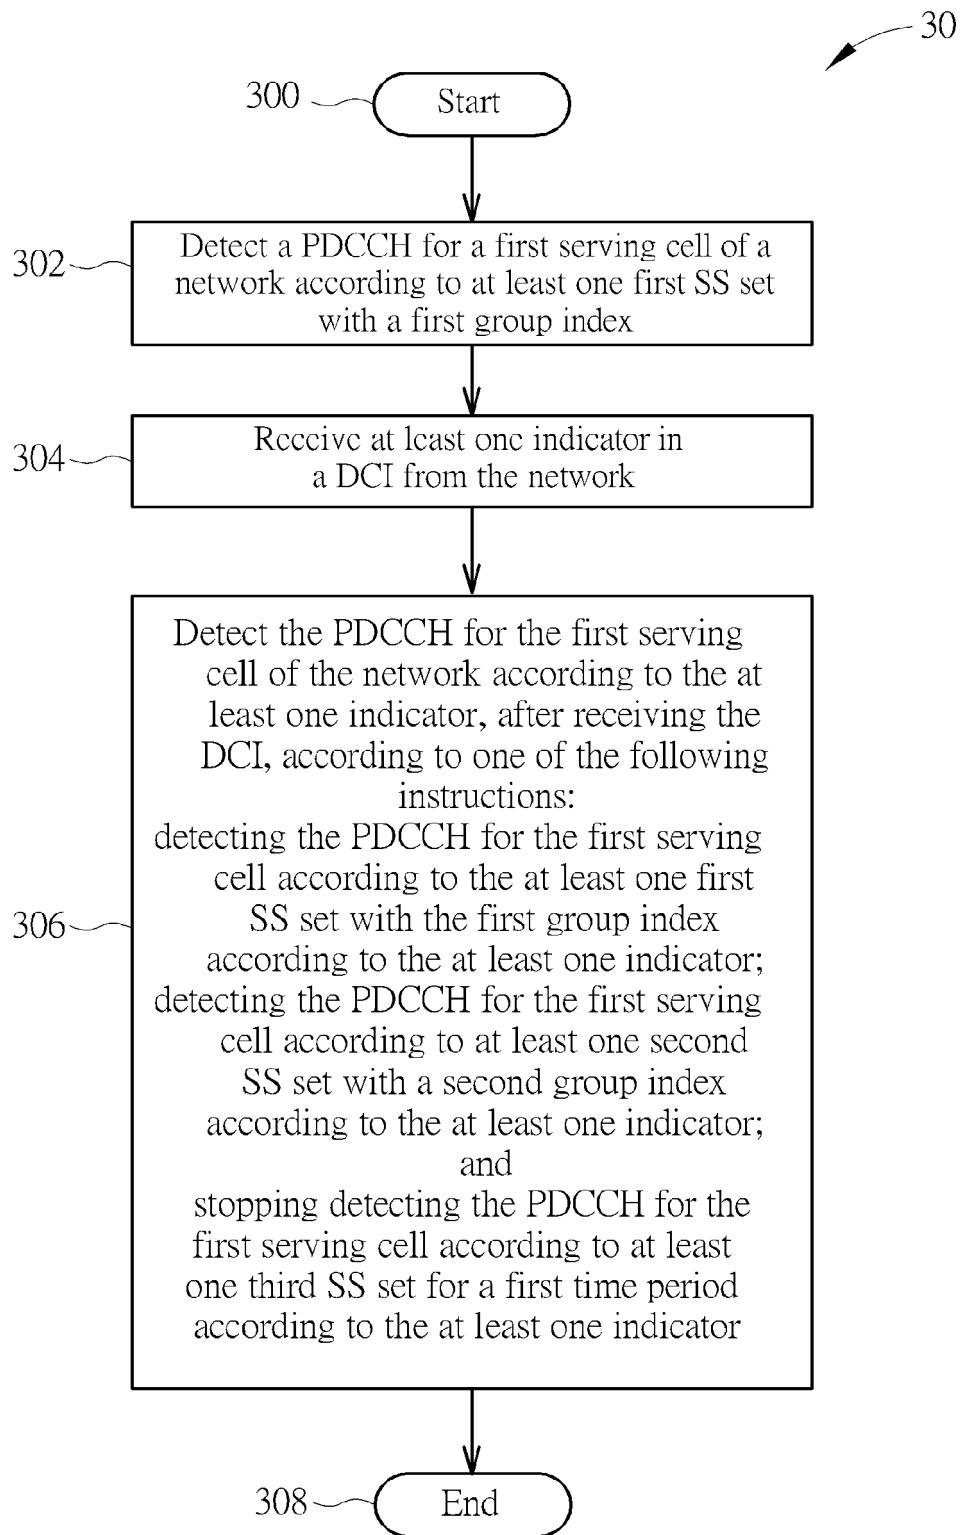 30
300
Start
302
Detect a PDCCH for a first serving cell of a
network according to at least one first SS set
with a first group index
304
Receive at least one indicator in
a DCI from the network
306
Detect the PDCCH for the first serving
cell of the network according to the at
least one indicator, after receiving the
DCI, according to one of the following
instructions:
detecting the PDCCH for the first serving
cell according to the at least one first
SS set with the first group index
according to the at least one indicator;
detecting the PDCCH for the first serving
cell according to at least one second
SS set with a second group index
according to the at least one indicator;
and
stopping detecting the PDCCH for the
first serving cell according to at least
one third SS set for a first time period
according to the at least one indicator
308
End